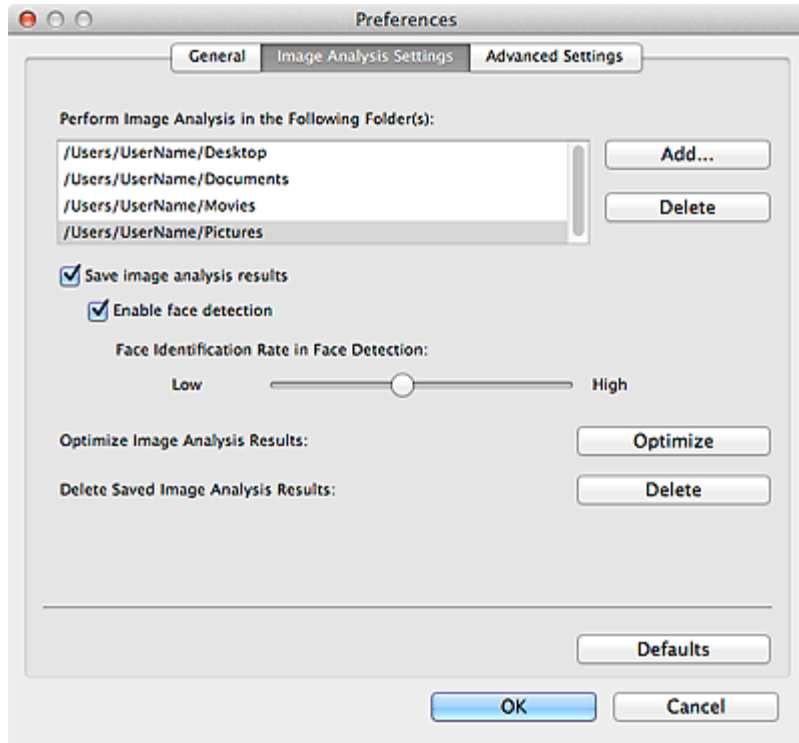 Preferences
General Image Analysis Settings Advanced Settings
Perform Image Analysis in the Following Folder(s):
/Users/UserName/Desktop
/Users/UserName/Documents
/Users/UserName/Movies
/Users/UserName/Pictures
Add...
Delete
Save image analysis results
Enable face detection
Face Identification Rate in Face Detection:
Low High
Optimize Image Analysis Results: Optimize
Delete Saved Image Analysis Results: Delete
Defaults
OK Cancel